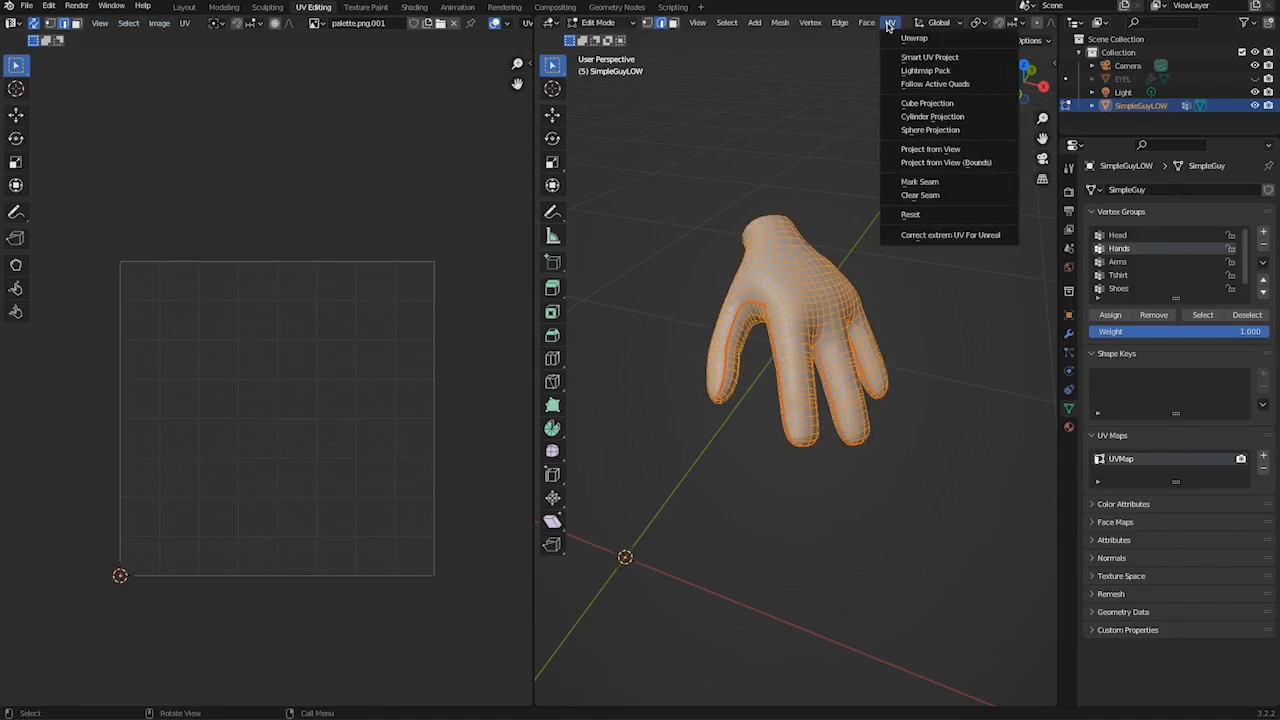 File Edit Render Window Help Layout Modeling Sculpting UV Editing Texture Paint Shading Animation Rendering Compositing Geometry Nodes Scripting Scene ViewLayer
View Select Image UV palette.png.001 Edit Mode View Select Add Mesh Vertex Edge Face UV Global
Options
Unwrap
Smart UV Project
Lightmap Pack
Follow Active Quads
Cube Projection
Cylinder Projection
Sphere Projection
Project from View
Project from View (Bounds)
Mark Seam
Clear Seam
Reset
Correct extrem UV For Unreal
User Perspective
(5) SimpleGuyLOW
Scene Collection
Collection
Camera
EYEL
Light
SimpleGuyLOW
SimpleGuyLOW SimpleGuy
SimpleGuy
Vertex Groups
Head
Hands
Arms
Tshirt
Shoes
Assign Remove Select Deselect
Weight 1.000
Shape Keys
UV Maps
UVMap
Color Attributes
Face Maps
Attributes
Normals
Texture Space
Remesh
Geometry Data
Custom Properties
Select Rotate View Call Menu 3.2.2